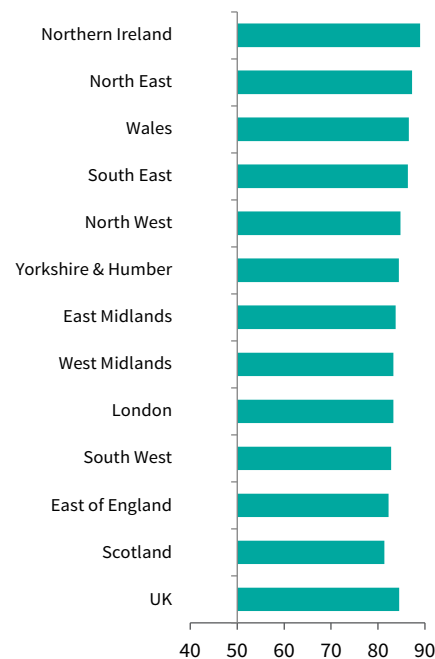 Northern Ireland
North East
Wales
South East
North West
Yorkshire & Humber
East Midlands
West Midlands
London
South West
East of England
Scotland
UK
40 50 60 70 80 90